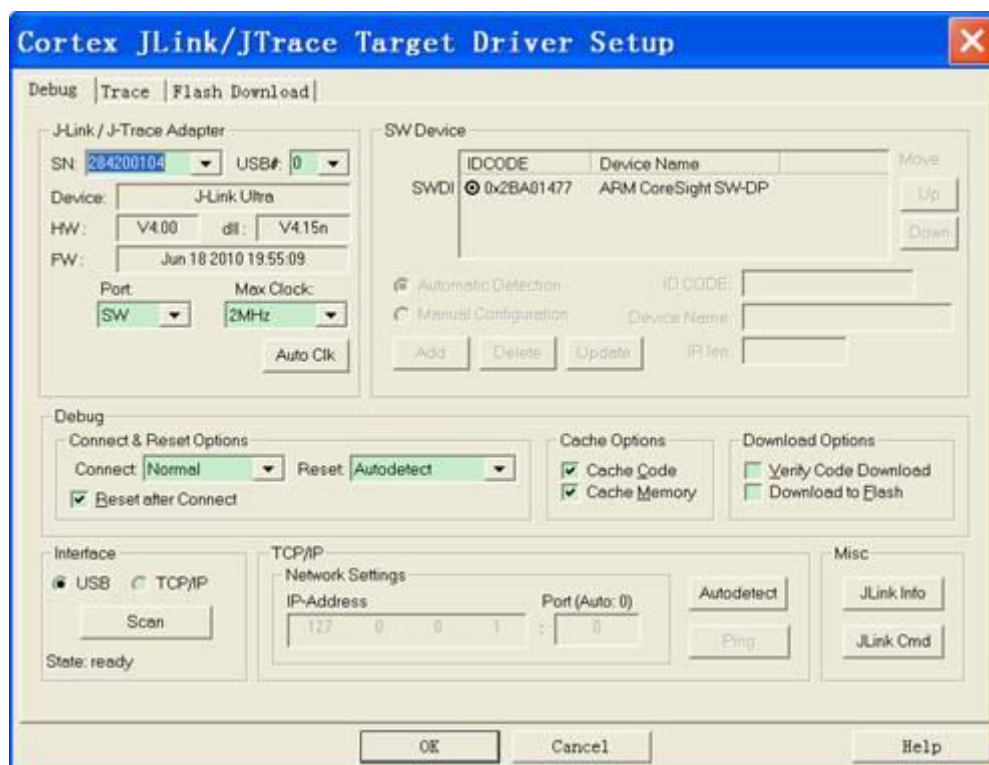 Cortex JLink/JTrace Target Driver Setup
Debug Trace Flash Download
J-Link / J-Trace Adapter
SN: 284200104 USB#: 0
Device: J-Link Ultra
HW: V4.00 dll: V4.15n
FW: Jun 18 2010 19:55:09
Port: Max Clock:
SW 2MHz
Auto Clk
SW Device
IDCODE Device Name Move
SWDI 0x2BA01477 ARM CoreSight SW-DP Up
Down
Automatic Detection ID CODE:
Manual Configuration Device Name:
Add Delete Update IR len:
Debug
Connect & Reset Options
Connect: Normal Reset: Autodetect
Reset after Connect
Cache Options
Cache Code
Cache Memory
Download Options
Verify Code Download
Download to Flash
Interface
USB TCP/IP
Scan
State: ready
TCP/IP
Network Settings
IP-Address Port (Auto: 0)
127 0 0 1 : 0
Autodetect
Ping
Misc
JLink Info
JLink Cmd
OK Cancel Help